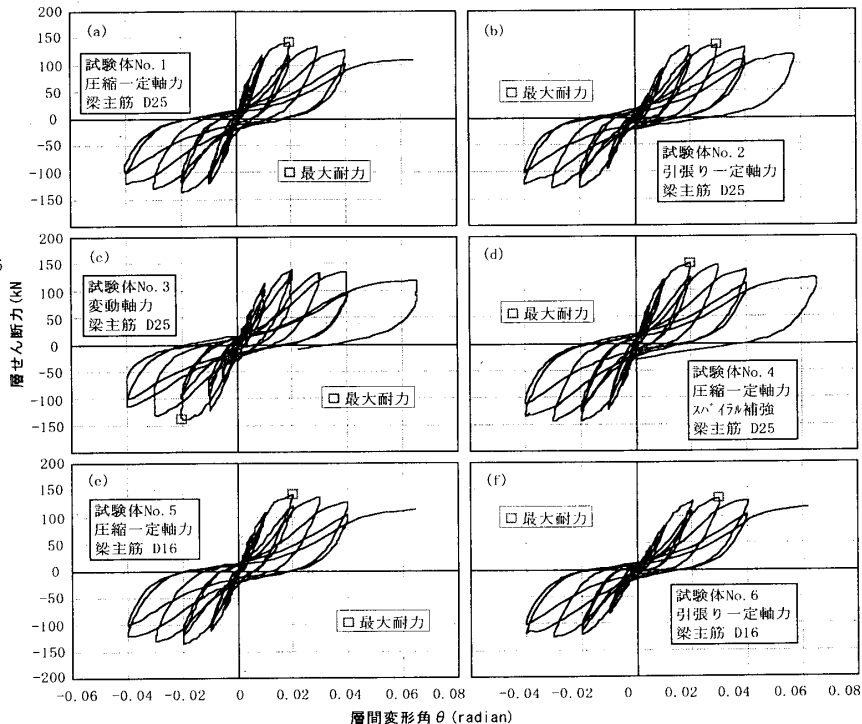 層せん断力(kN
200
150
100
50
0
-50
-100
-150
(a)
試験体No.1
圧縮一定軸力
梁主筋 D25
最大耐力
(b)
最大耐力
試験体No.2
引張り一定軸力
梁主筋 D25
200
150
100
50
0
-50
-100
-150
(c)
試験体No.3
変動軸力
梁主筋 D25
最大耐力
(d)
最大耐力
試験体No.4
圧縮一定軸力
ｽﾊﾟｲﾗﾙ補強
梁主筋 D25
200
150
100
50
0
-50
-100
-150
-200
(e)
試験体No.5
圧縮一定軸力
梁主筋 D16
最大耐力
(f)
最大耐力
試験体No.6
引張り一定軸力
梁主筋 D16
-0.06 -0.04 -0.02 0 0.02 0.04 0.06 0.08
-0.04 -0.02 0 0.02 0.04 0.06 0.08
層間変形角θ(radian)